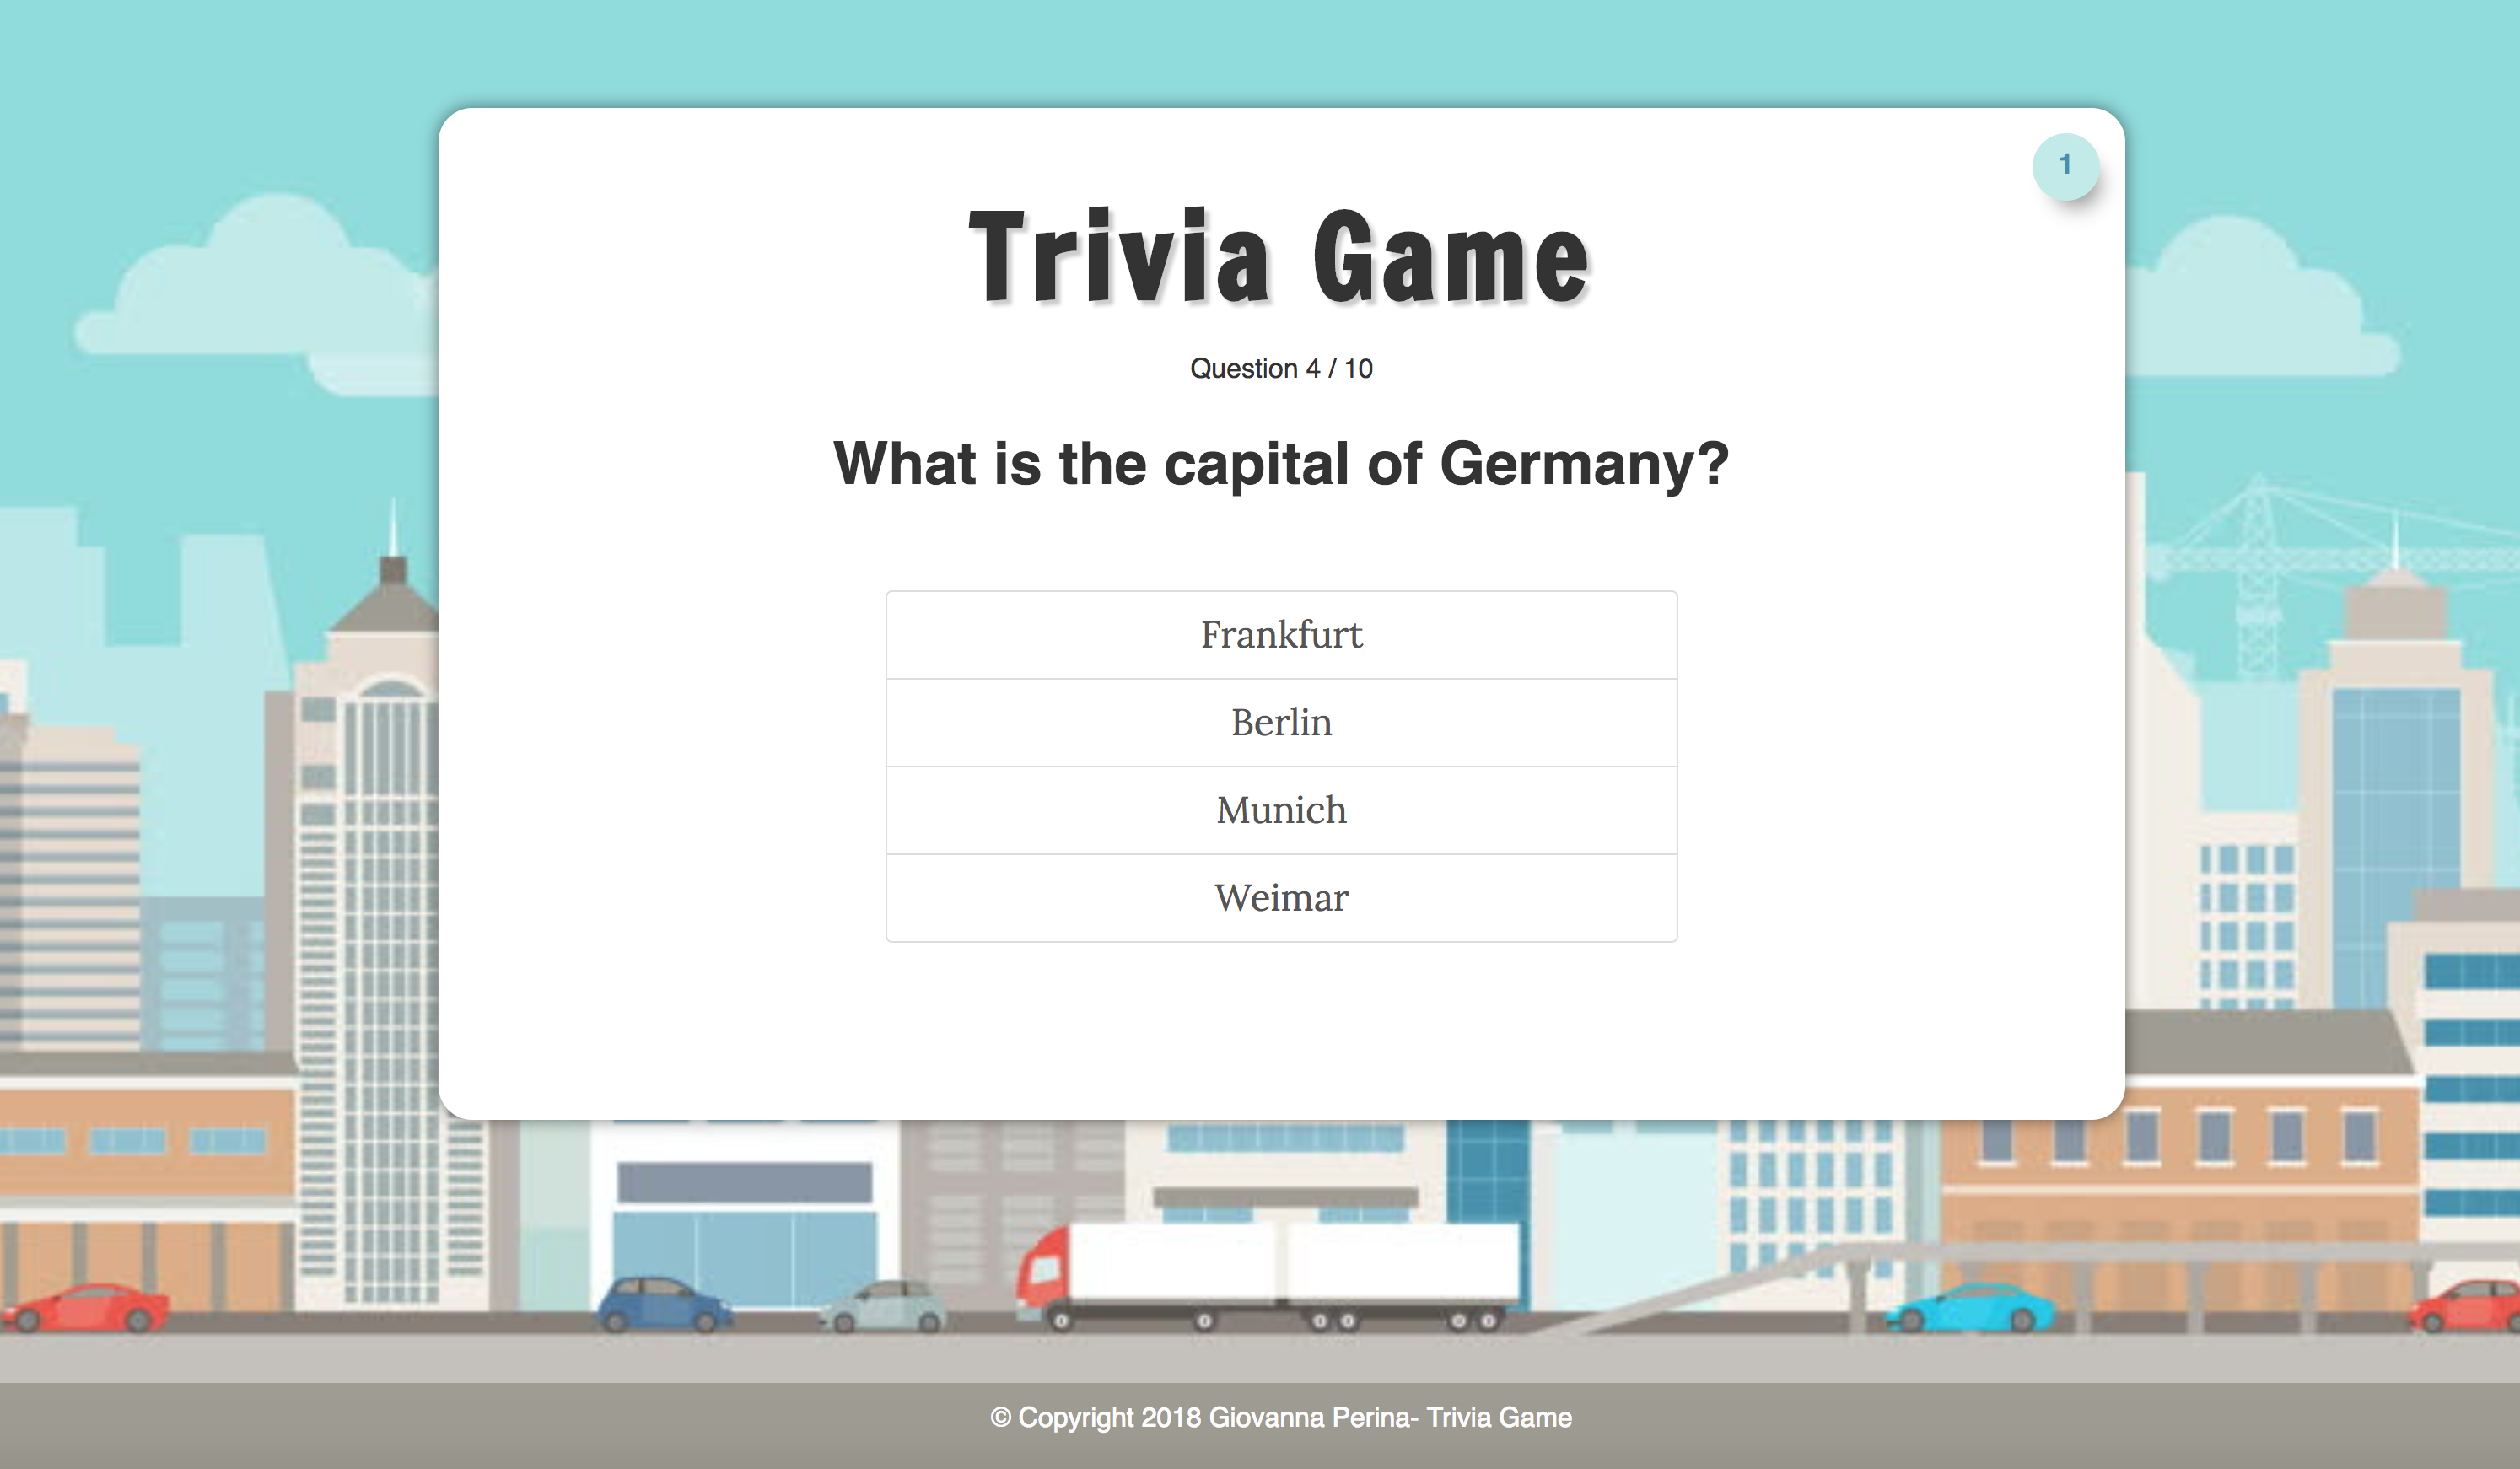 1
Trivia Game
Question 4 / 10
What is the capital of Germany?
Frankfurt
Berlin
Munich
Weimar
© Copyright 2018 Giovanna Perina- Trivia Game